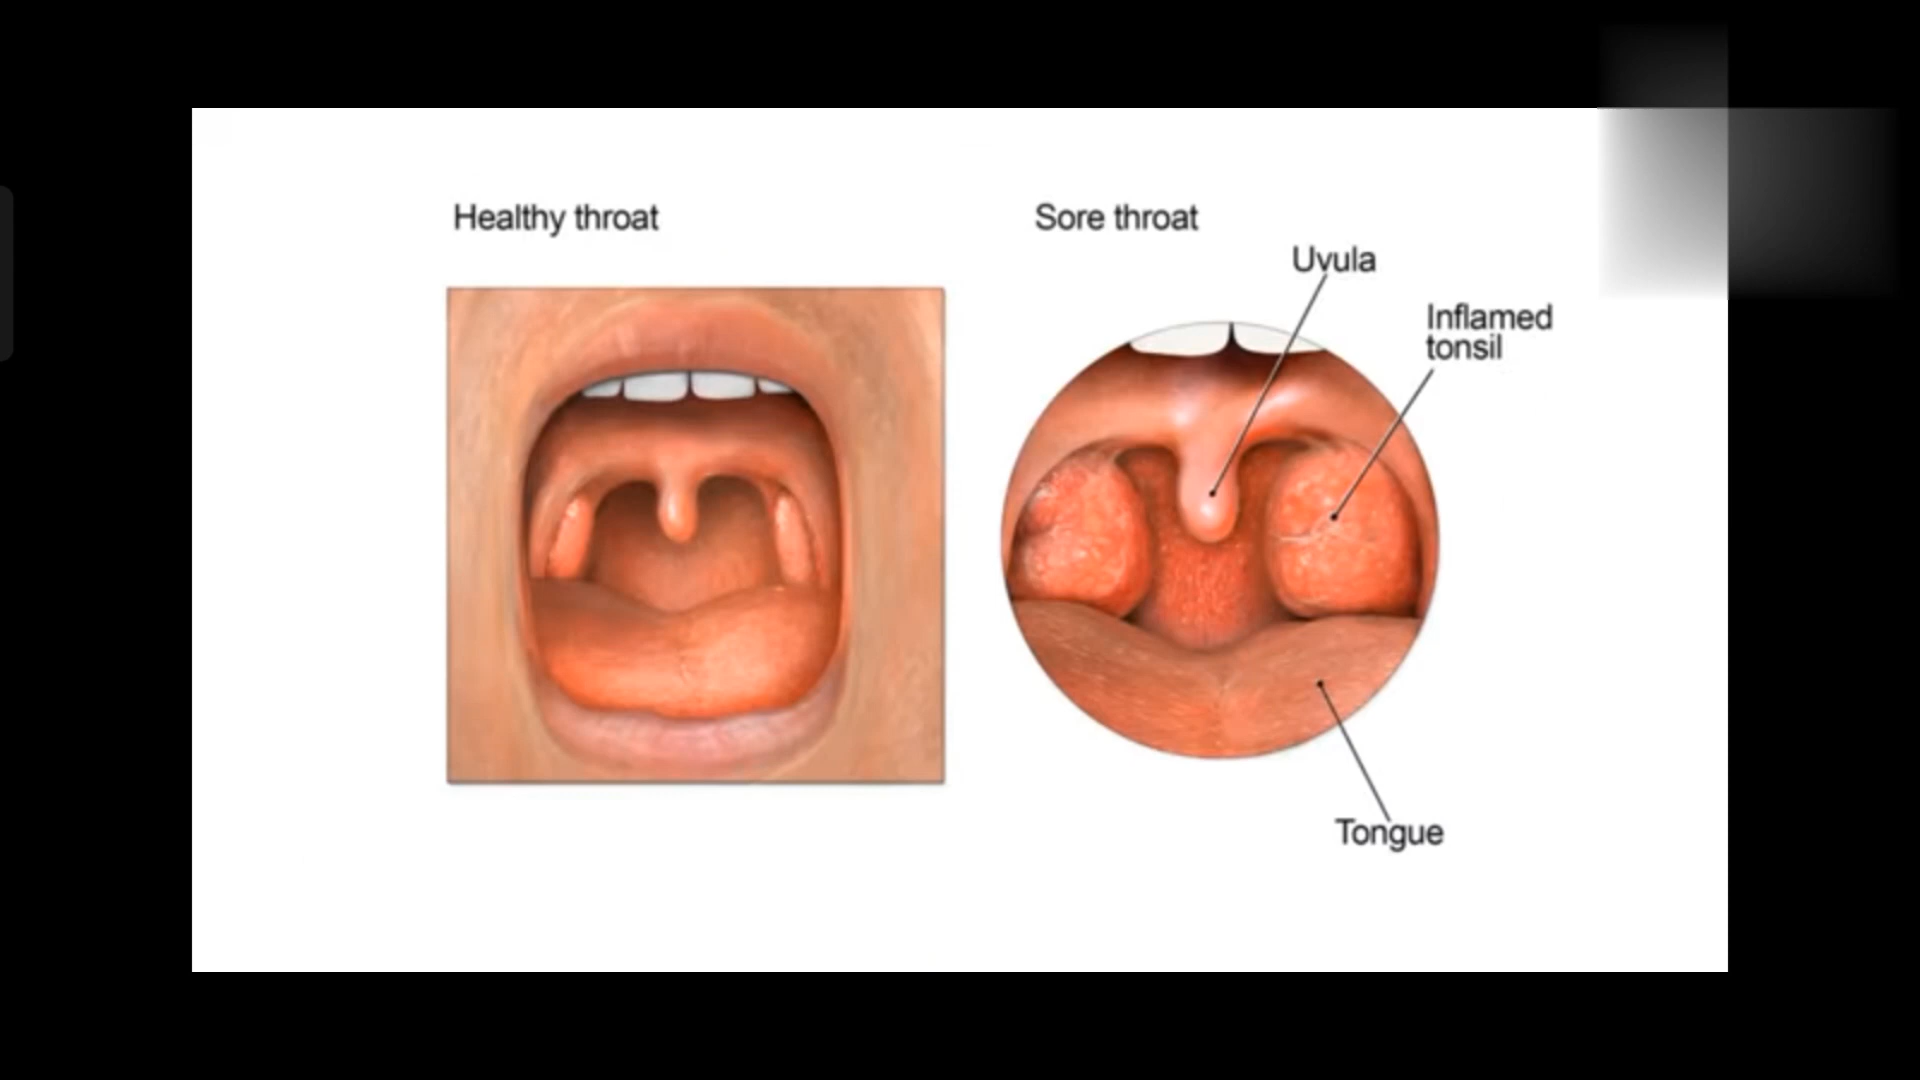 Healthy throat
Sore throat
Uvula
Inflamed
tonsil
Tongue